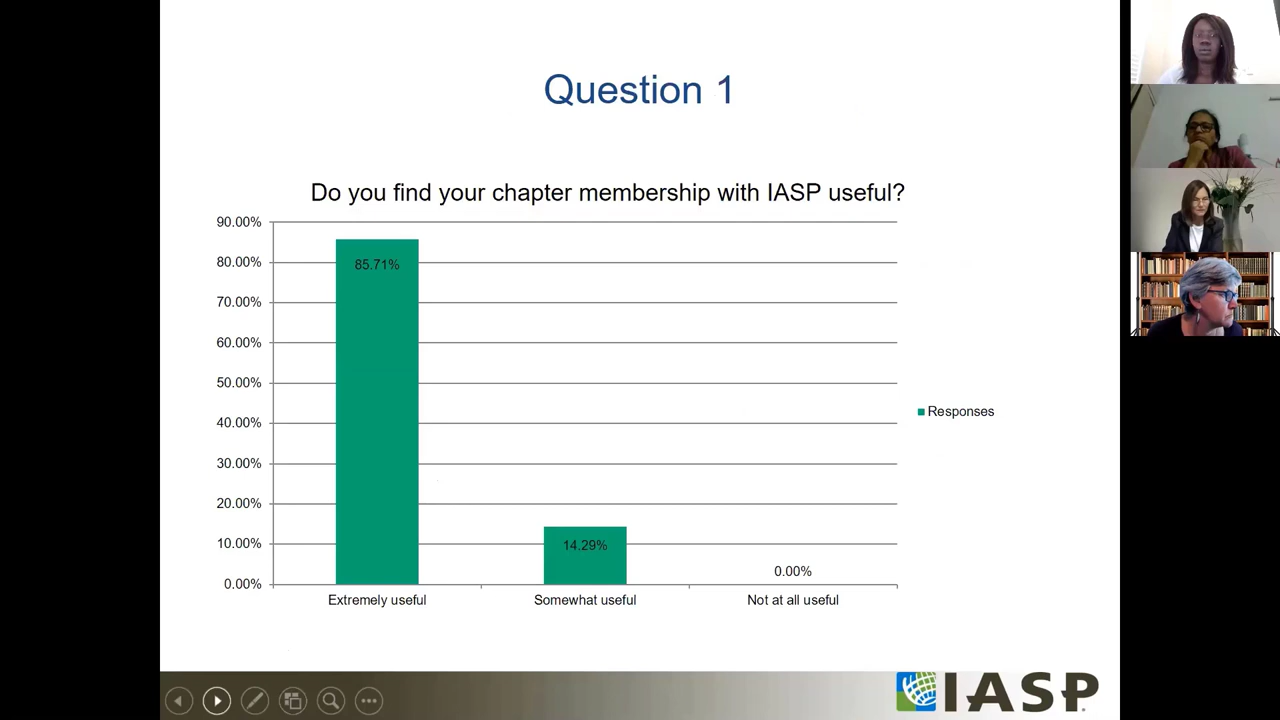 Question 1
Do you find your chapter membership with IASP useful?
90.00%
80.00%
70.00%
60.00%
50.00%
40.00%
30.00%
20.00%
10.00%
0.00%
85.71%
14.29%
0.00%
Extremely useful
Somewhat useful
Not at all useful
Responses
IASP